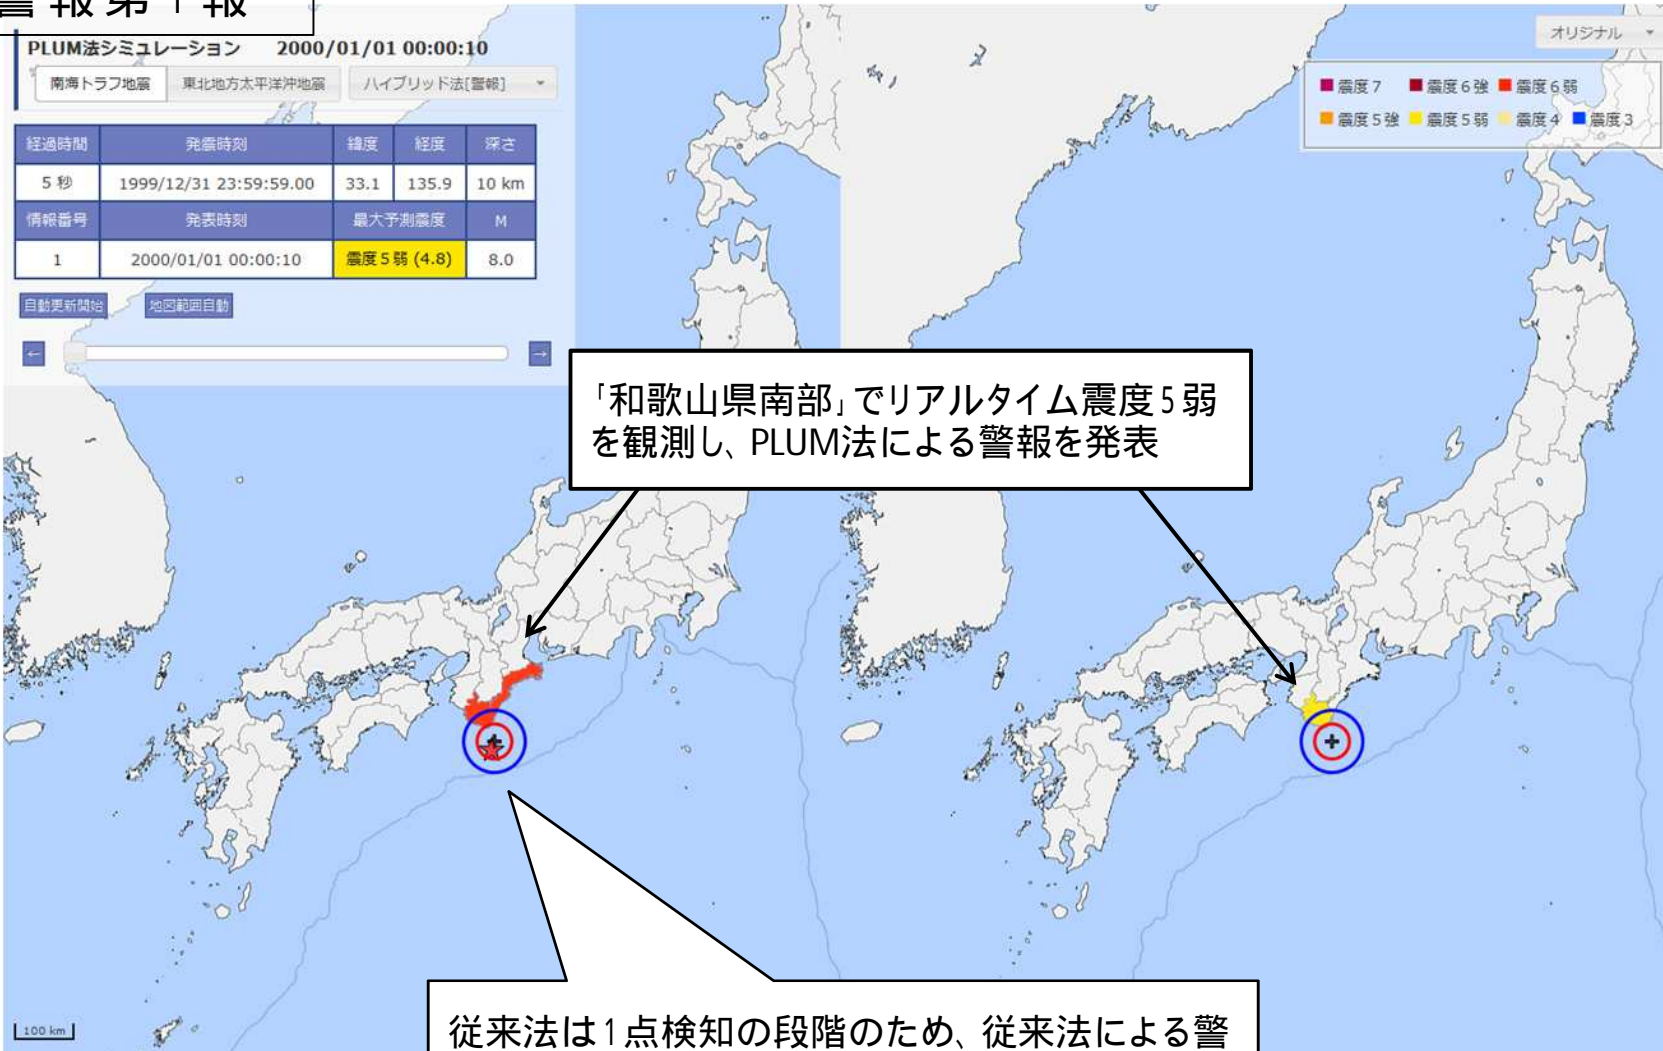 警報第1報
PLUM法シミュレーション 2000/01/01 00:00:10
南海トラフ地震 東北地方太平洋沖地震 ハイブリッド法[警報]
経過時間 発震時刻 緯度 経度 深さ
5 秒 1999/12/31 23:59:59.00 33.1 135.9 10 km
情報番号 発表時刻 最大予測震度 M
1 2000/01/01 00:00:10 震度5弱 (4.8) 8.0
自動更新開始 地図範囲自動
← →
オリジナル
震度7 震度6強 震度6弱
震度5強 震度5弱 震度4 震度3
「和歌山県南部」でリアルタイム震度5弱
を観測し、PLUM法による警報を発表
従来法は1点検知の段階のため、従来法による警
100 km